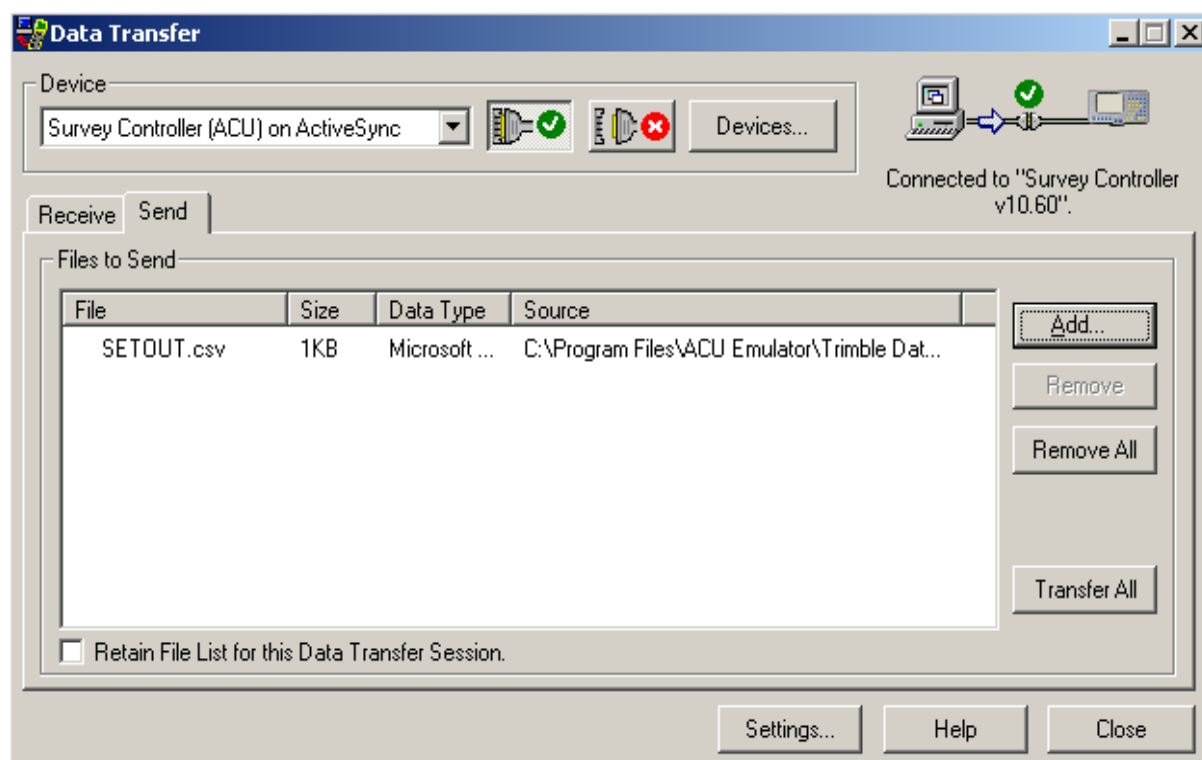 Data Transfer
Device
Survey Controller (ACU) on ActiveSync
Devices...
Connected to "Survey Controller
v10.60".
Receive
Send
Files to Send
File Size Data Type Source
SETOUT.csv 1KB Microsoft ... C:\Program Files\ACU Emulator\Trimble Dat...
Add...
Remove
Remove All
Transfer All
Retain File List for this Data Transfer Session.
Settings... Help Close